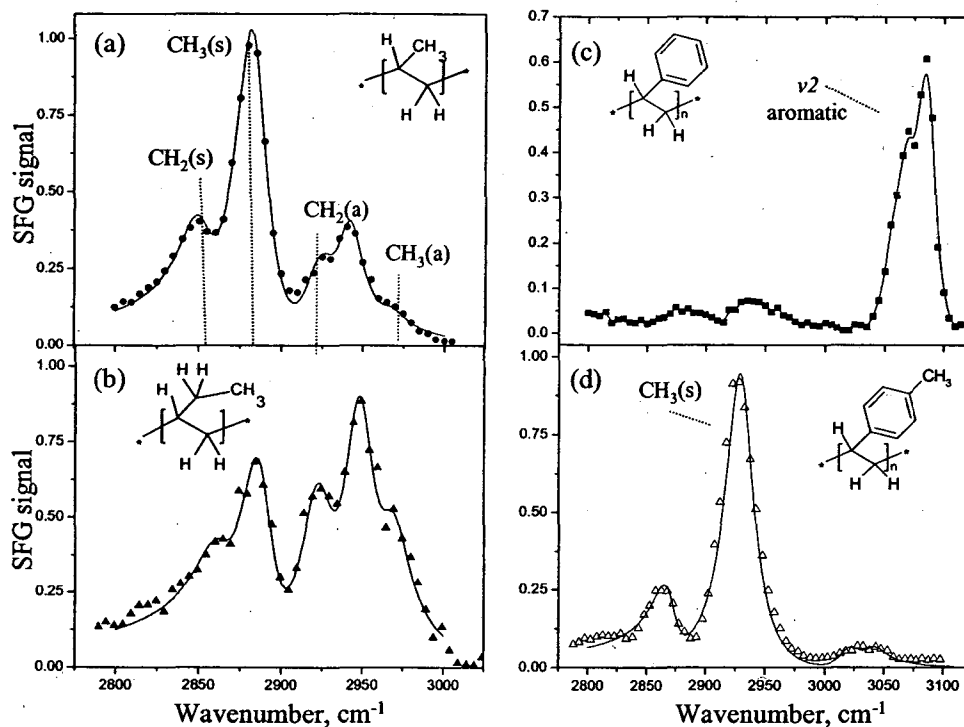 (a)
CH3(s)
CH2(s)
CH2(a)
CH3(a)
H
CH3
H H
SFG signal
1.00
0.75
0.50
0.25
0.00
(b)
H H
H
CH3
H H
SFG signal
1.00
0.75
0.50
0.25
0.00
2800 2850 2900 2950 3000
Wavenumber, cm-1
(c)
H
n
H H
ν2
aromatic
0.7
0.6
0.5
0.4
0.3
0.2
0.1
0.0
(d)
CH3(s)
CH3
H
n
H H
1.00
0.75
0.50
0.25
0.00
2800 2850 2900 2950 3000 3050 3100
Wavenumber, cm-1